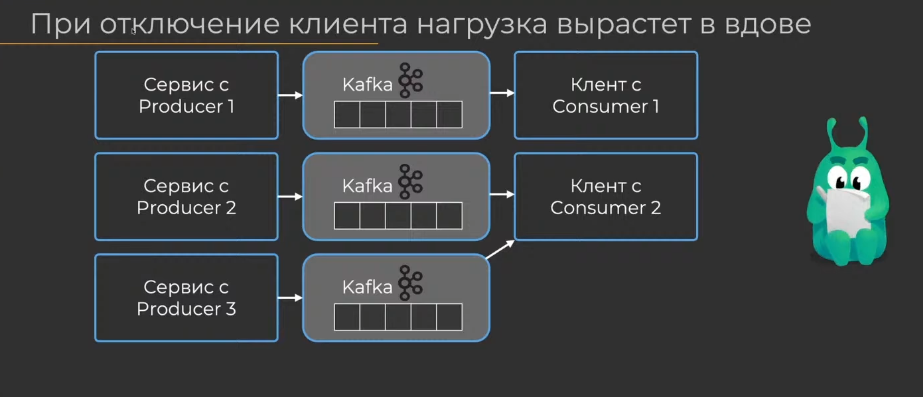 При отключение клиента нагрузка вырастет в вдове
Сервис с
Producer 1
Kafka
Клент с
Consumer 1
Сервис с
Producer 2
Kafka
Клент с
Consumer 2
Сервис с
Producer 3
Kafka